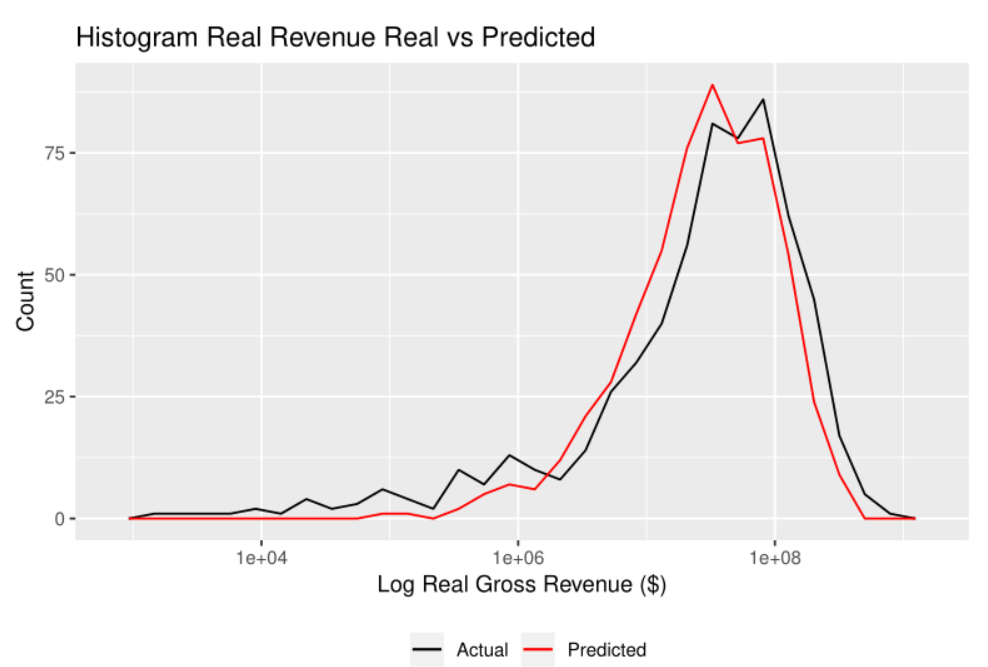 Histogram Real Revenue Real vs Predicted
Count
75
50
25
0
1e+04 1e+06 1e+08
Log Real Gross Revenue ($)
Actual Predicted